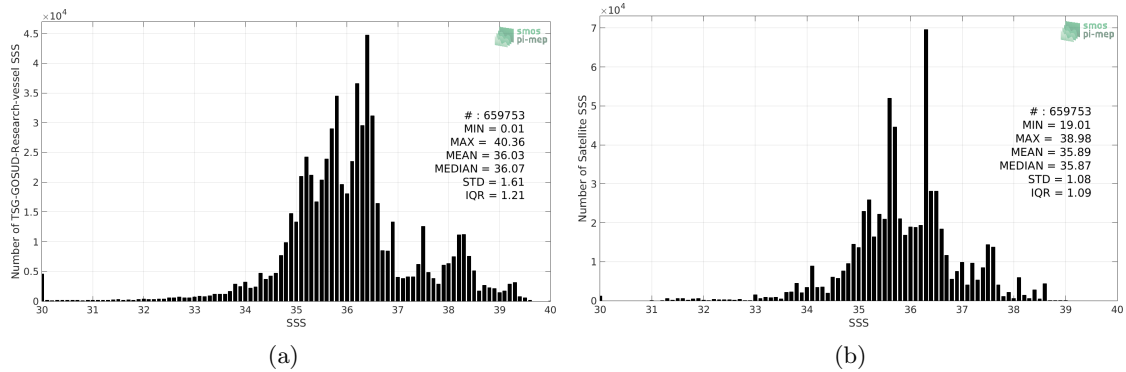 ×10⁴
4.5
4
3.5
3
2.5
2
1.5
1
0.5
0
Number of TSG-GOSUD-Research-vessel SSS
30 31 32 33 34 35 36 37 38 39 40
SSS
smos
pi-mep
# : 659753
MIN = 0.01
MAX = 40.36
MEAN = 36.03
MEDIAN = 36.07
STD = 1.61
IQR = 1.21
(a)
×10⁴
7
6
5
4
3
2
1
0
Number of Satellite SSS
30 31 32 33 34 35 36 37 38 39 40
SSS
smos
pi-mep
# : 659753
MIN = 19.01
MAX = 38.98
MEAN = 35.89
MEDIAN = 35.87
STD = 1.08
IQR = 1.09
(b)